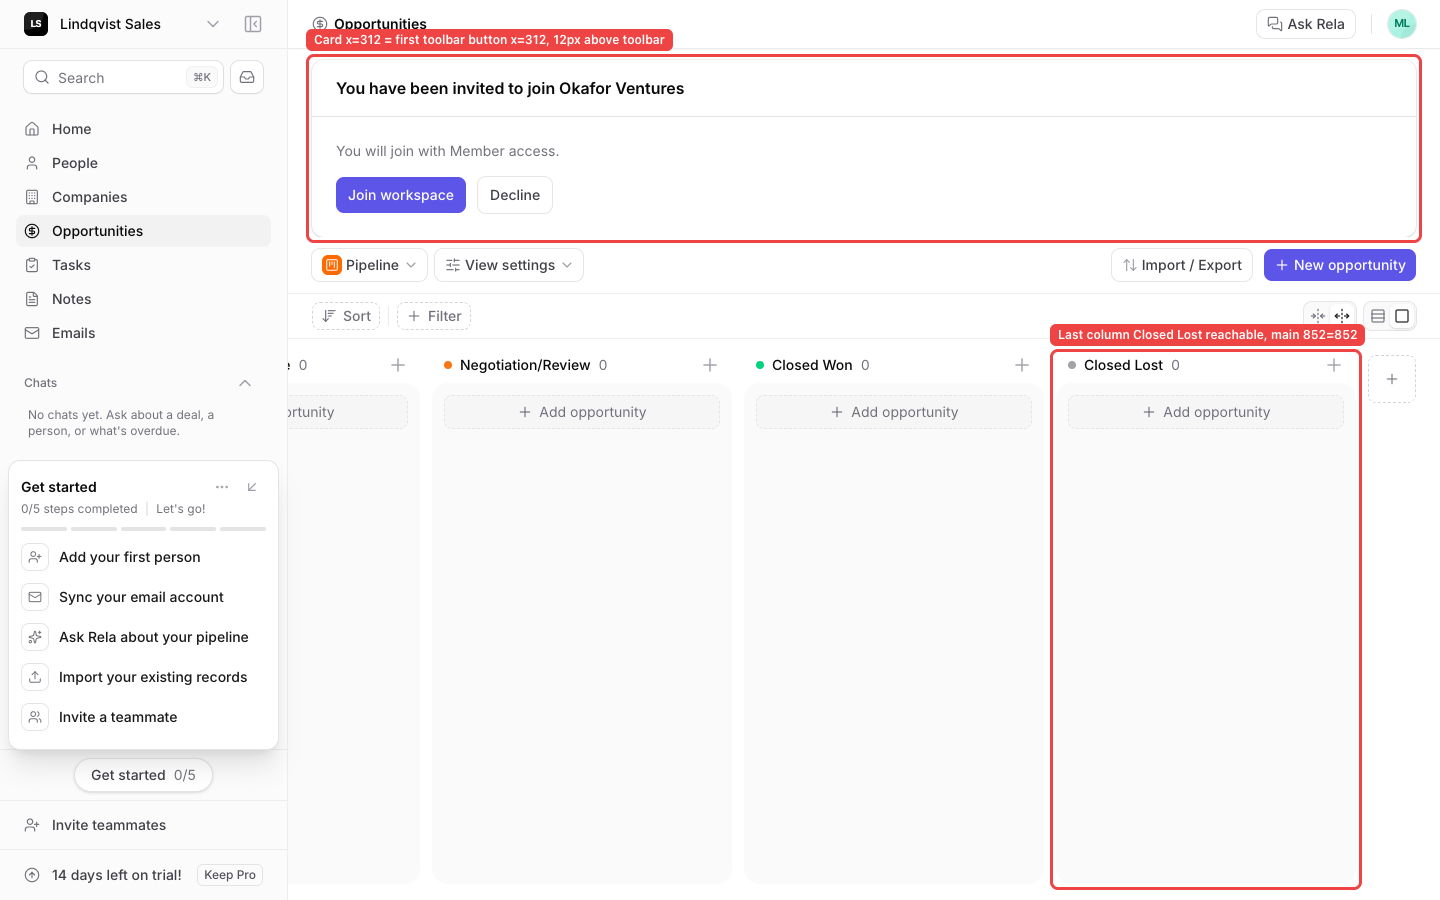 LS Lindqvist Sales
Search ⌘K
Home
People
Companies
Opportunities
Tasks
Notes
Emails
Chats
No chats yet. Ask about a deal, a
person, or what's overdue.
Get started
0/5 steps completed Let's go!
Add your first person
Sync your email account
Ask Rela about your pipeline
Import your existing records
Invite a teammate
Get started 0/5
Invite teammates
14 days left on trial! Keep Pro
Opportunities
Ask Rela ML
Card x=312 = first toolbar button x=312, 12px above toolbar
You have been invited to join Okafor Ventures
You will join with Member access.
Join workspace Decline
Pipeline View settings Import / Export New opportunity
Sort Filter
Last column Closed Lost reachable, main 852=852
e 0 Negotiation/Review 0 Closed Won 0 Closed Lost 0
ortunity Add opportunity Add opportunity Add opportunity